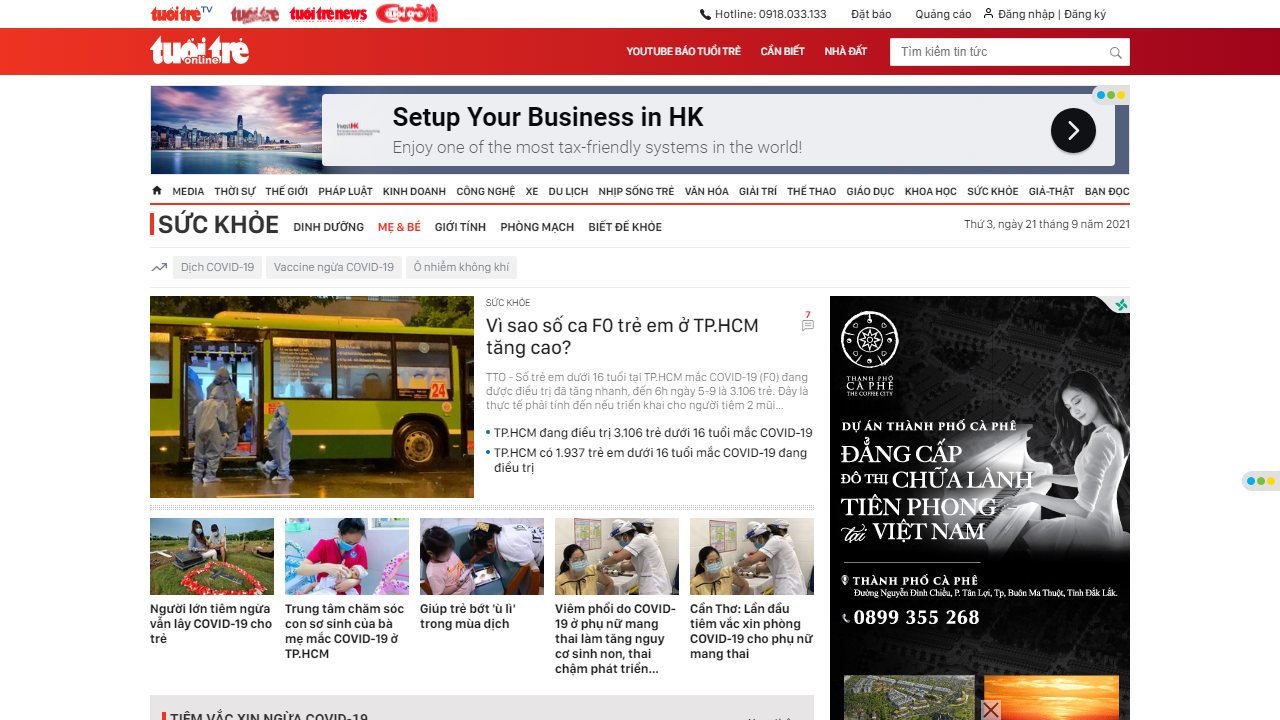 tuổi trẻ TV
tuổi trẻ
tuổi trẻ news
Hotline: 0918.033.133
Đặt báo
Quảng cáo
Đăng nhập | Đăng ký
tuổi trẻ online
YOUTUBE BÁO TUỔI TRẺ
CẦN BIẾT
NHÀ ĐẤT
Tìm kiếm tin tức
InvestHK
Setup Your Business in HK
Enjoy one of the most tax-friendly systems in the world!
MEDIA THỜI SỰ THẾ GIỚI PHÁP LUẬT KINH DOANH CÔNG NGHỆ XE DU LỊCH NHỊP SỐNG TRẺ VĂN HÓA GIẢI TRÍ THỂ THAO GIÁO DỤC KHOA HỌC SỨC KHỎE GIẢ-THẬT BẠN ĐỌC
SỨC KHỎE DINH DƯỠNG MẸ & BÉ GIỚI TÍNH PHÒNG MẠCH BIẾT ĐỂ KHỎE
Thứ 3, ngày 21 tháng 9 năm 2021
Dịch COVID-19 Vaccine ngừa COVID-19 Ô nhiễm không khí
24
SỨC KHỎE
Vì sao số ca F0 trẻ em ở TP.HCM
tăng cao?
7
TTO - Số trẻ em dưới 16 tuổi tại TP.HCM mắc COVID-19 (F0) đang
được điều trị đã tăng nhanh, đến 6h ngày 5-9 là 3.106 trẻ. Đây là
thực tế phải tính đến nếu triển khai cho người tiêm 2 mũi...
TP.HCM đang điều trị 3.106 trẻ dưới 16 tuổi mắc COVID-19
TP.HCM có 1.937 trẻ em dưới 16 tuổi mắc COVID-19 đang
điều trị
Người lớn tiêm ngừa
vẫn lây COVID-19 cho
trẻ
Trung tâm chăm sóc
con sơ sinh của bà
mẹ mắc COVID-19 ở
TP.HCM
Giúp trẻ bớt 'ù lì'
trong mùa dịch
Viêm phổi do COVID-
19 ở phụ nữ mang
thai làm tăng nguy
cơ sinh non, thai
chậm phát triển...
Cần Thơ: Lần đầu
tiêm vắc xin phòng
COVID-19 cho phụ nữ
mang thai
TIÊM VẮC XIN NGỪA COVID-19
THÀNH PHỐ
CÀ PHÊ
THE COFFEE CITY
DỰ ÁN THÀNH PHỐ CÀ PHÊ
ĐẲNG CẤP
ĐÔ THỊ CHỮA LÀNH
TIÊN PHONG
tại VIỆT NAM
THÀNH PHỐ CÀ PHÊ
Đường Nguyễn Đình Chiểu, P. Tân Lợi, Tp, Buôn Ma Thuột, Tỉnh Đắk Lắk.
0899 355 268